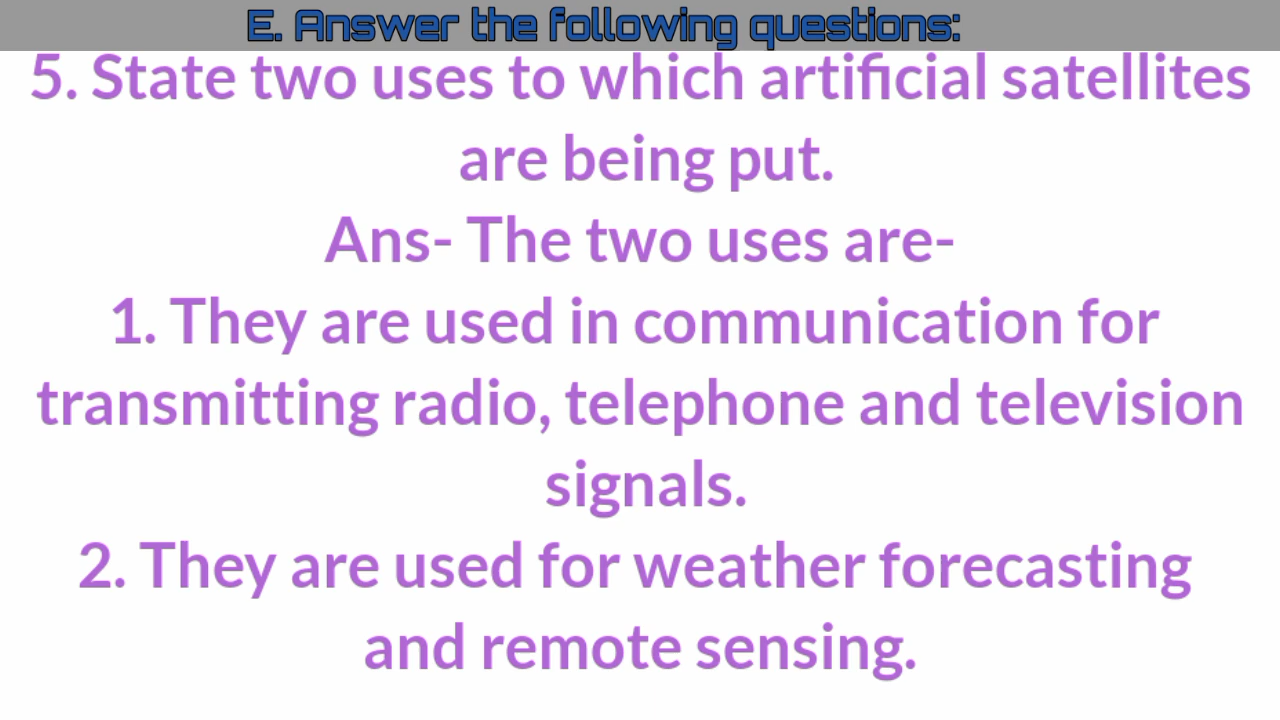 E. Answer the following questions:
5. State two uses to which artificial satellites
are being put.
Ans- The two uses are-
1. They are used in communication for
transmitting radio, telephone and television
signals.
2. They are used for weather forecasting
and remote sensing.